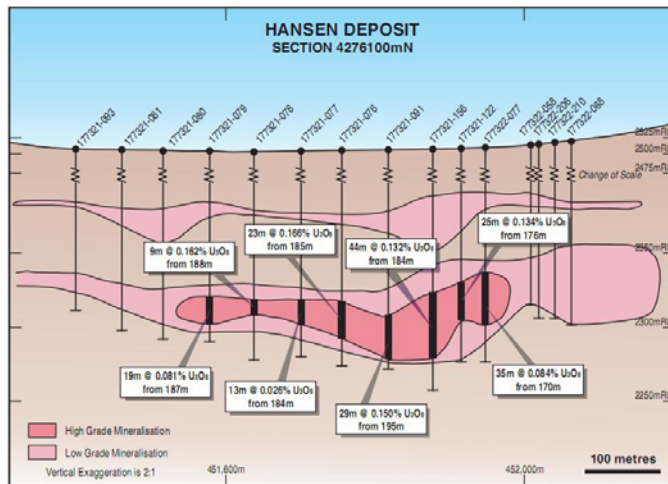 HANSEN DEPOSIT
SECTION 4276100mN
177321-093
177321-081
177321-080
177321-079
177321-078
177321-077
177321-076
177321-091
177321-156
177321-122
177322-077
177322-058
177322-206
177322-210
177322-068
2525mRL
2500mRL
2475mRL
Change of Scale
23m @ 0.166% U₃O₈
from 185m
44m @ 0.132% U₃O₈
from 184m
25m @ 0.134% U₃O₈
from 176m
9m @ 0.162% U₃O₈
from 188m
2350mRL
2300mRL
19m @ 0.081% U₃O₈
from 187m
13m @ 0.026% U₃O₈
from 184m
29m @ 0.150% U₃O₈
from 195m
35m @ 0.084% U₃O₈
from 170m
2250mRL
High Grade Mineralisation
Low Grade Mineralisation
Vertical Exaggeration is 2:1
451,600m
452,000m
100 metres